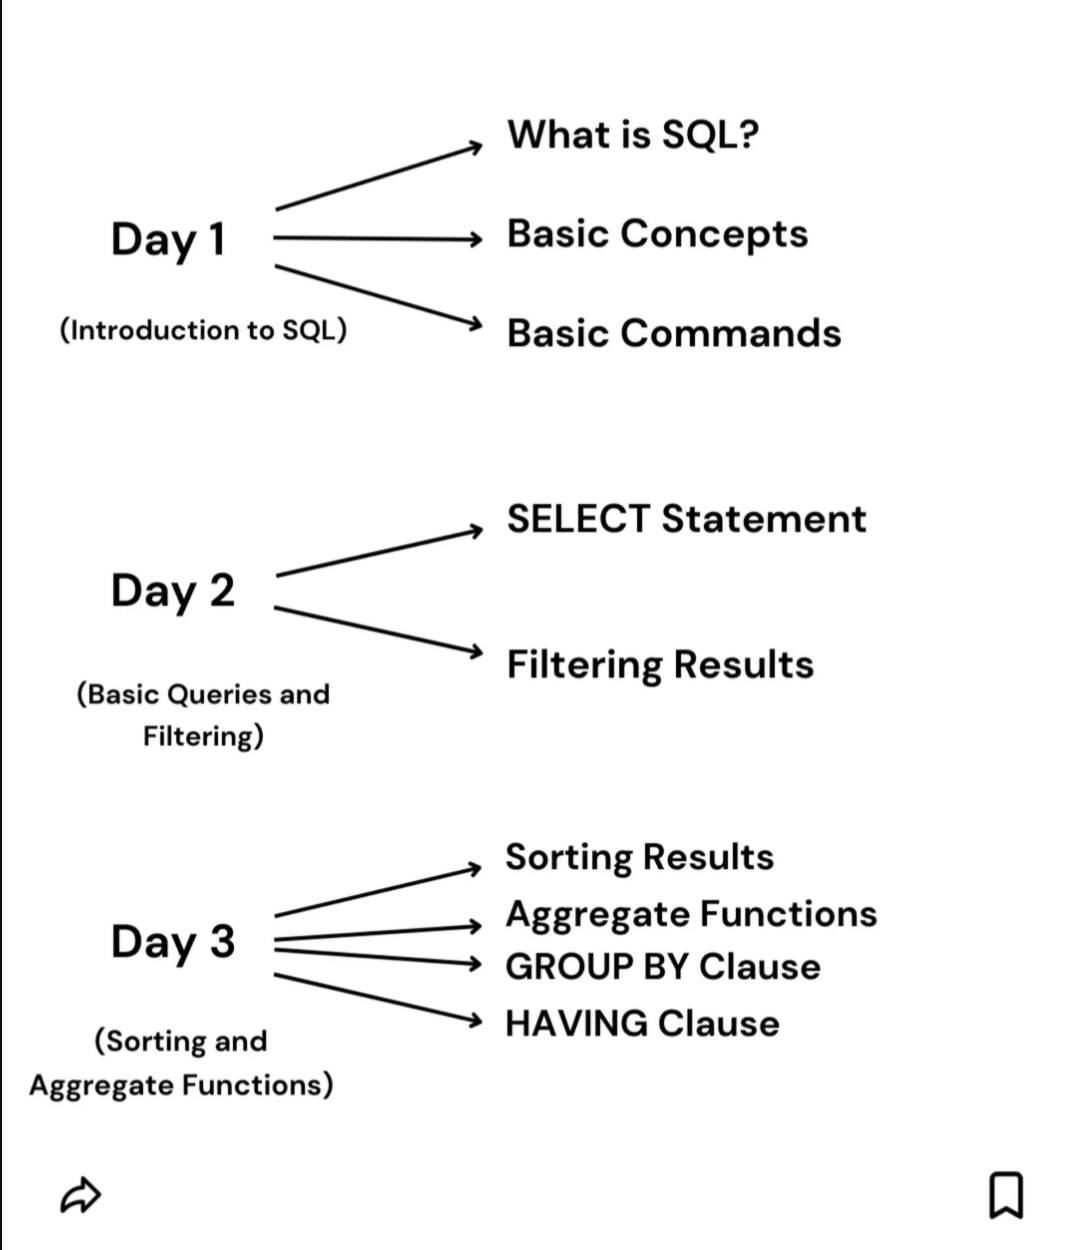 What is SQL?
Day 1
Basic Concepts
(Introduction to SQL)
Basic Commands
SELECT Statement
Day 2
Filtering Results
(Basic Queries and
Filtering)
Sorting Results
Aggregate Functions
Day 3
GROUP BY Clause
HAVING Clause
(Sorting and
Aggregate Functions)